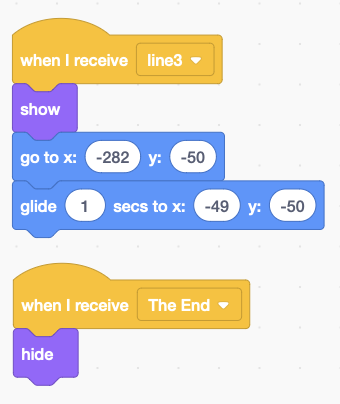 when I receive line3
show
go to x: -282 y: -50
glide 1 secs to x: -49 y: -50
when I receive The End
hide